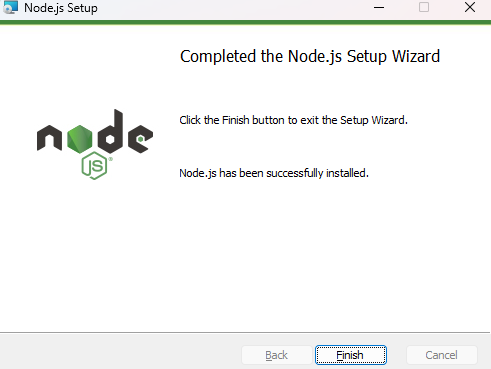 Node.js Setup
Completed the Node.js Setup Wizard
Click the Finish button to exit the Setup Wizard.
node
JS®
Node.js has been successfully installed.
Back
Finish
Cancel